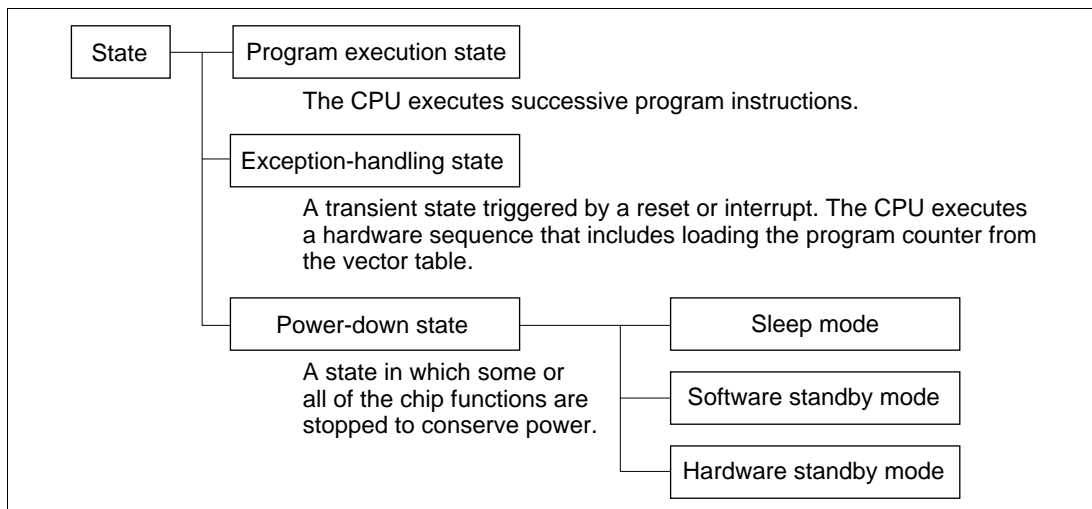 State
Program execution state
The CPU executes successive program instructions.
Exception-handling state
A transient state triggered by a reset or interrupt. The CPU executes
a hardware sequence that includes loading the program counter from
the vector table.
Power-down state
Sleep mode
A state in which some or
all of the chip functions are
stopped to conserve power.
Software standby mode
Hardware standby mode